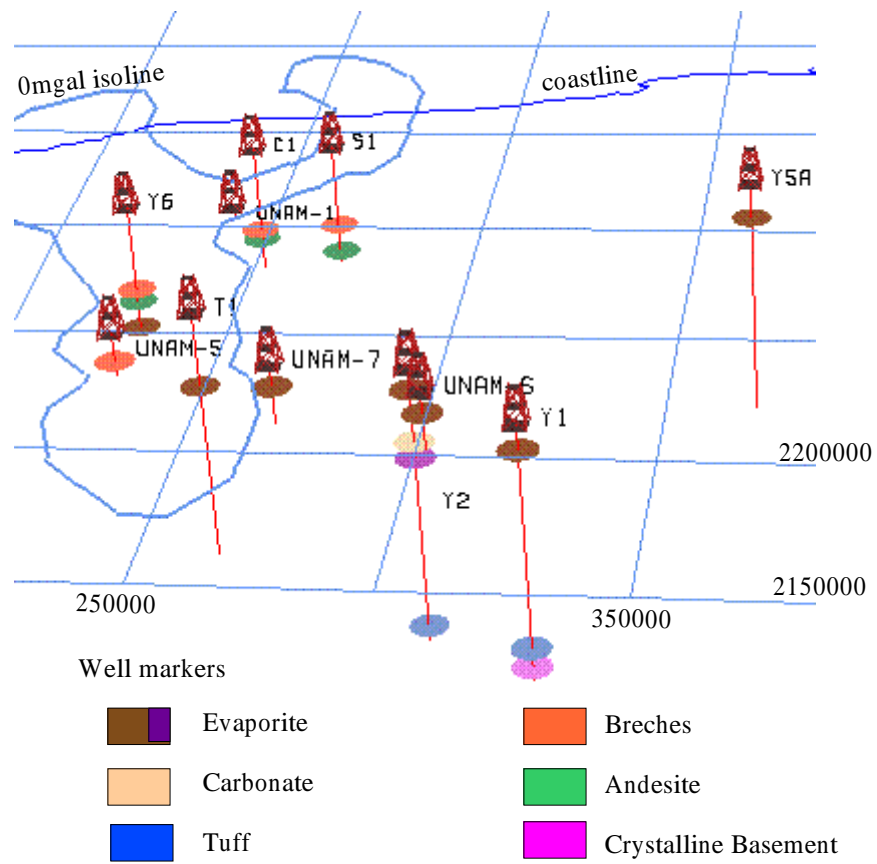 0mgal isoline
coastline
C1
S1
Y6
Y5A
UNAM-1
T1
UNAM-5
UNAM-7
UNAM-6
Y1
2200000
Y2
2150000
250000
350000
Well markers
Evaporite
Breches
Carbonate
Andesite
Tuff
Crystalline Basement